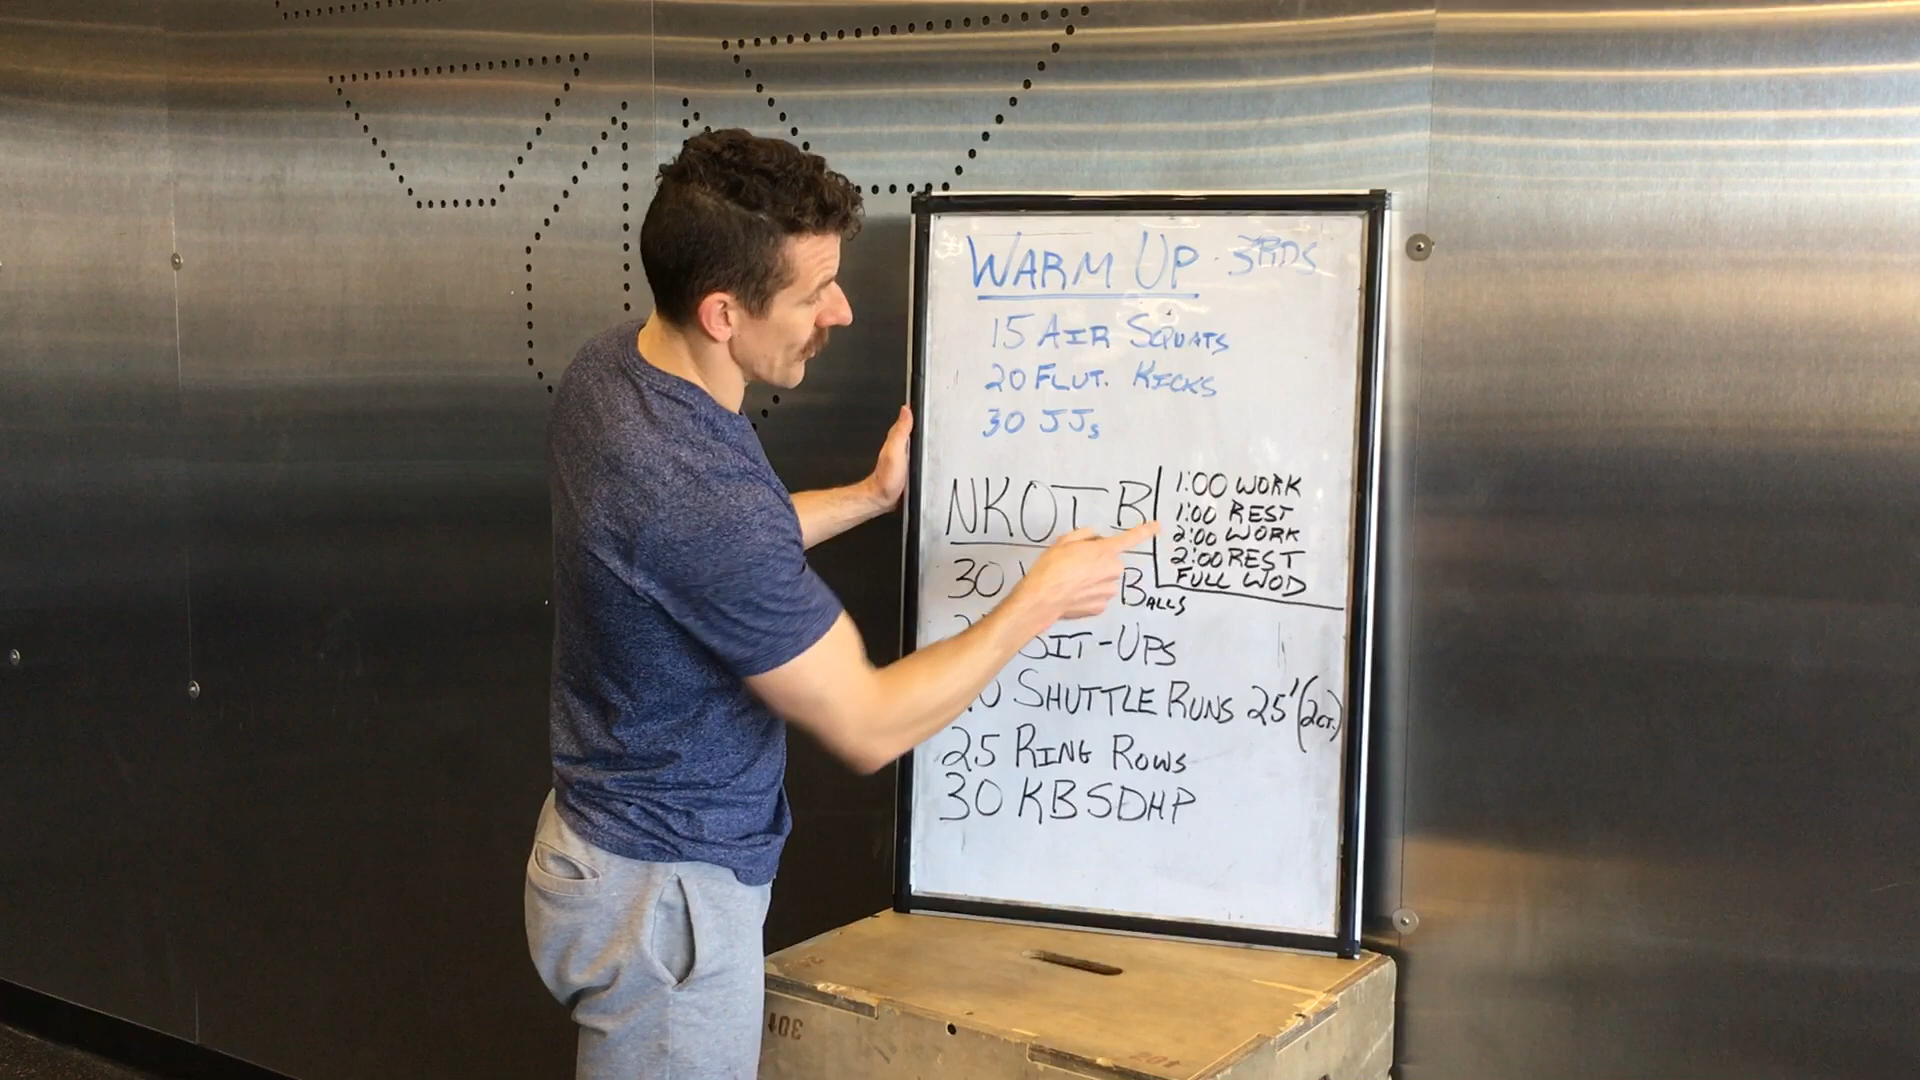 WARM UP - 3RDS
15 AIR SQUATS
20 FLUT. KICKS
30 JJs
NKOTB
1:00 WORK
1:00 REST
2:00 WORK
2:00 REST
FULL WOD
30 BALLS
SIT-UPS
SHUTTLE RUNS 25' (2CT.)
25 RING ROWS
30 KBSDHP
30"
20"